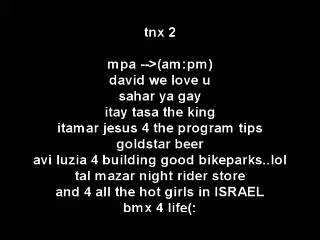 tnx 2
mpa -->(am:pm)
david we love u
sahar ya gay
itay tasa the king
itamar jesus 4 the program tips
goldstar beer
avi luzia 4 building good bikeparks..lol
tal mazar night rider store
and 4 all the hot girls in ISRAEL
bmx 4 life(: